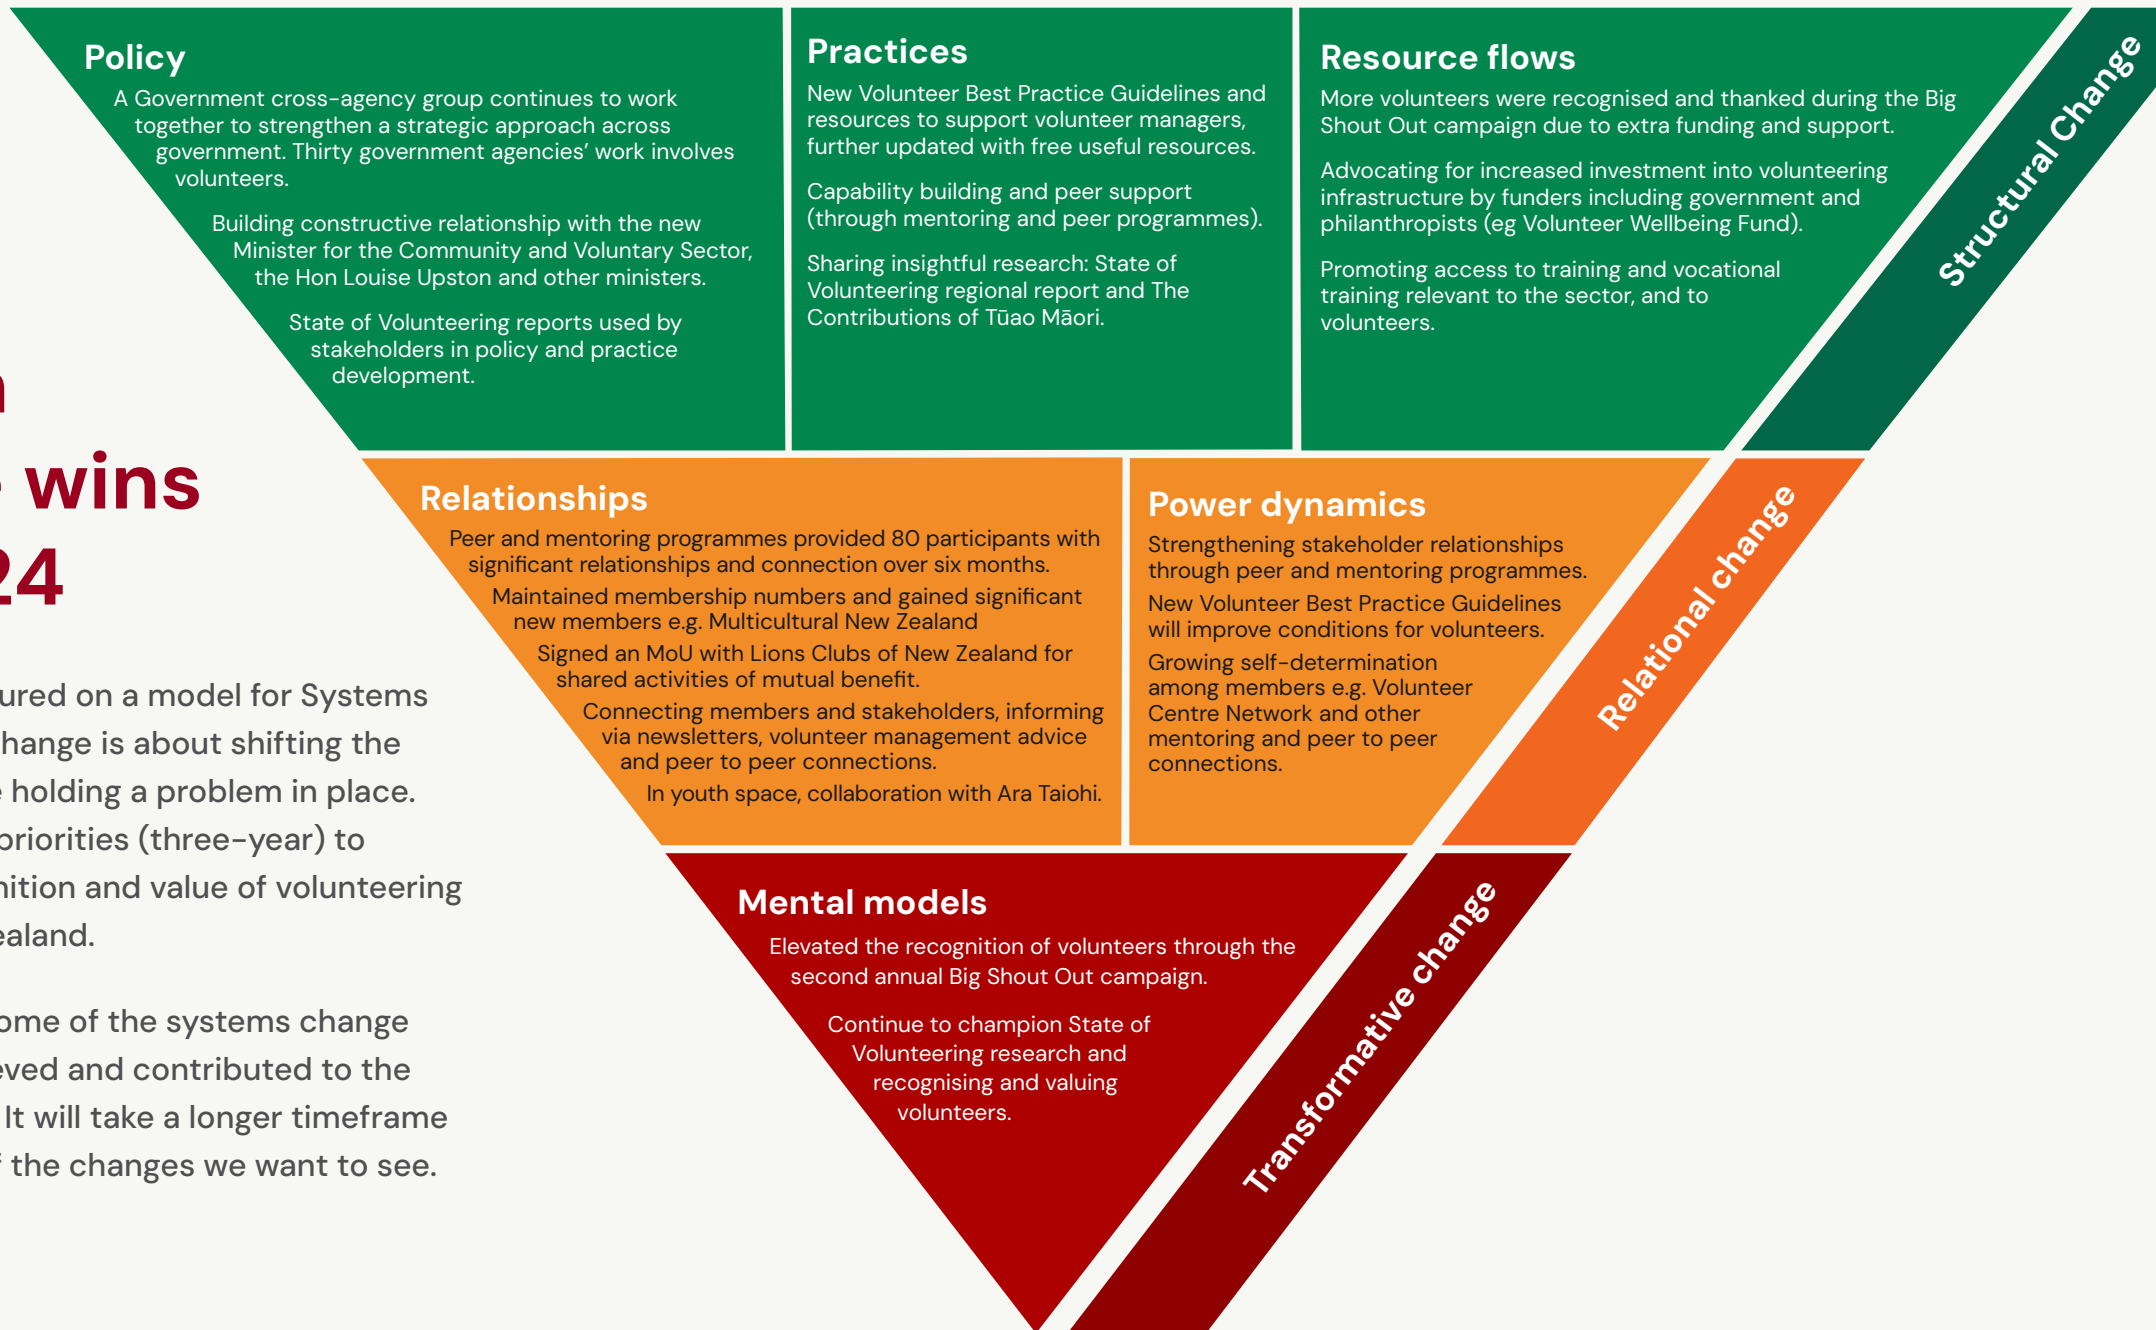 wins
24
ured on a model for Systems
hange is about shifting the
holding a problem in place.
priorities (three-year) to
nition and value of volunteering
ealand.
ome of the systems change
eved and contributed to the
It will take a longer timeframe
the changes we want to see.
Policy
A Government cross-agency group continues to work
together to strengthen a strategic approach across
government. Thirty government agencies’ work involves
volunteers.
Building constructive relationship with the new
Minister for the Community and Voluntary Sector,
the Hon Louise Upston and other ministers.
State of Volunteering reports used by
stakeholders in policy and practice
development.
Practices
New Volunteer Best Practice Guidelines and
resources to support volunteer managers,
further updated with free useful resources.
Capability building and peer support
(through mentoring and peer programmes).
Sharing insightful research: State of
Volunteering regional report and The
Contributions of Tūao Māori.
Resource flows
More volunteers were recognised and thanked during the Big
Shout Out campaign due to extra funding and support.
Advocating for increased investment into volunteering
infrastructure by funders including government and
philanthropists (eg Volunteer Wellbeing Fund).
Promoting access to training and vocational
training relevant to the sector, and to
volunteers.
Structural Change
Relationships
Peer and mentoring programmes provided 80 participants with
significant relationships and connection over six months.
Maintained membership numbers and gained significant
new members e.g. Multicultural New Zealand
Signed an MoU with Lions Clubs of New Zealand for
shared activities of mutual benefit.
Connecting members and stakeholders, informing
via newsletters, volunteer management advice
and peer to peer connections.
In youth space, collaboration with Ara Taiohi.
Power dynamics
Strengthening stakeholder relationships
through peer and mentoring programmes.
New Volunteer Best Practice Guidelines
will improve conditions for volunteers.
Growing self-determination
among members e.g. Volunteer
Centre Network and other
mentoring and peer to peer
connections.
Relational change
Mental models
Elevated the recognition of volunteers through the
second annual Big Shout Out campaign.
Continue to champion State of
Volunteering research and
recognising and valuing
volunteers.
Transformative change